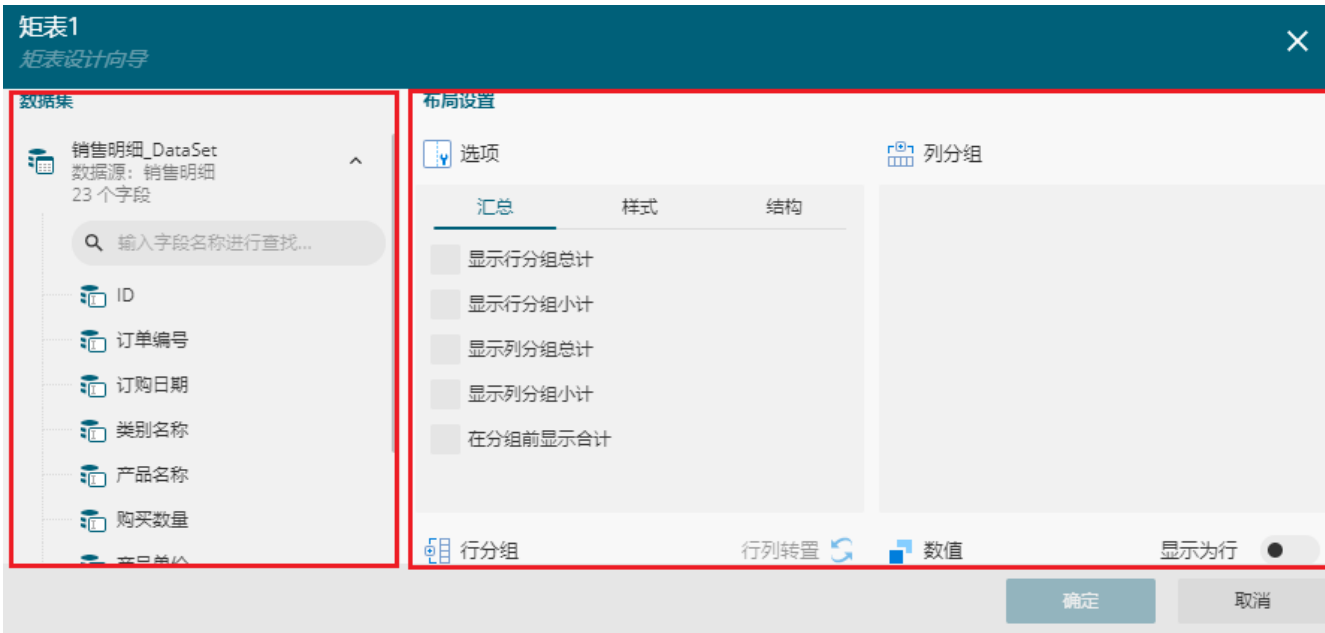 矩表1
矩表设计向导
数据集
销售明细_DataSet
数据源：销售明细
23 个字段
输入字段名称进行查找...
ID
订单编号
订购日期
类别名称
产品名称
购买数量
产品单价
布局设置
选项
汇总 样式 结构
显示行分组总计
显示行分组小计
显示列分组总计
显示列分组小计
在分组前显示合计
列分组
行分组 行列转置
数值 显示为行
确定 取消